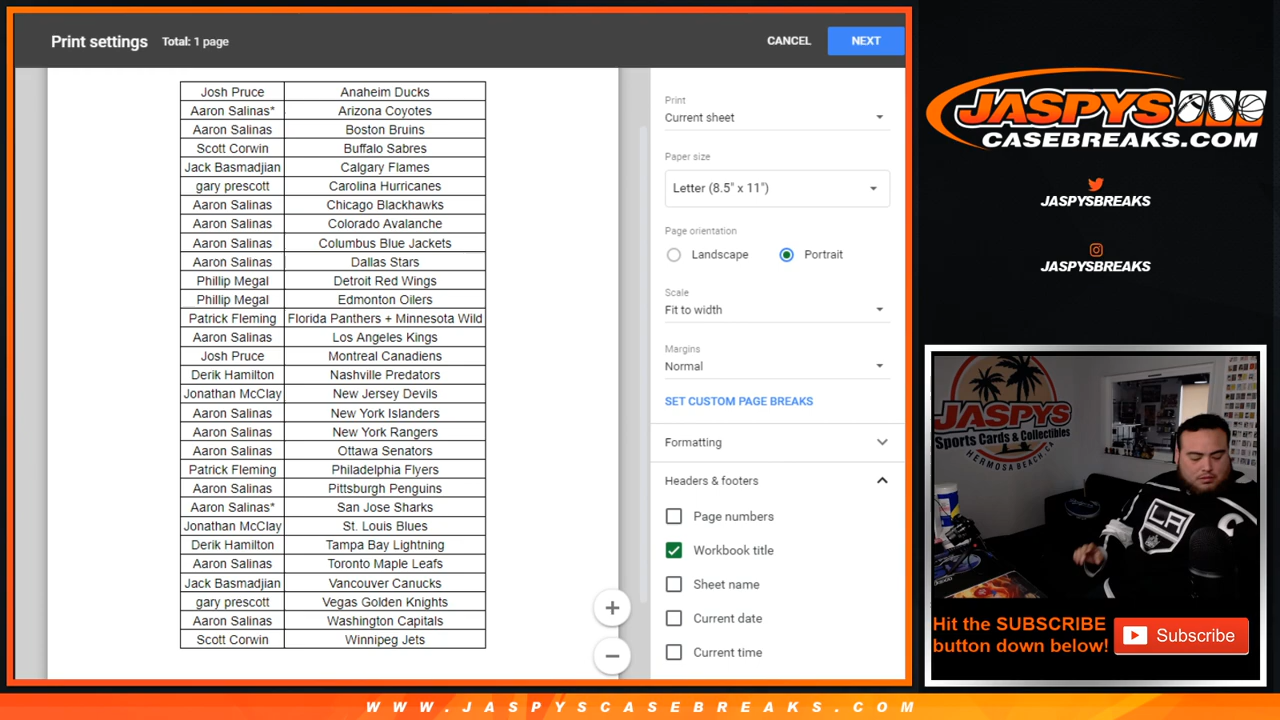 Print settings Total: 1 page CANCEL NEXT
Josh Pruce Anaheim Ducks
Aaron Salinas* Arizona Coyotes
Aaron Salinas Boston Bruins
Scott Corwin Buffalo Sabres
Jack Basmadjian Calgary Flames
gary prescott Carolina Hurricanes
Aaron Salinas Chicago Blackhawks
Aaron Salinas Colorado Avalanche
Aaron Salinas Columbus Blue Jackets
Aaron Salinas Dallas Stars
Phillip Megal Detroit Red Wings
Phillip Megal Edmonton Oilers
Patrick Fleming Florida Panthers + Minnesota Wild
Aaron Salinas Los Angeles Kings
Josh Pruce Montreal Canadiens
Derik Hamilton Nashville Predators
Jonathan McClay New Jersey Devils
Aaron Salinas New York Islanders
Aaron Salinas New York Rangers
Aaron Salinas Ottawa Senators
Patrick Fleming Philadelphia Flyers
Aaron Salinas Pittsburgh Penguins
Aaron Salinas* San Jose Sharks
Jonathan McClay St. Louis Blues
Derik Hamilton Tampa Bay Lightning
Aaron Salinas Toronto Maple Leafs
Jack Basmadjian Vancouver Canucks
gary prescott Vegas Golden Knights
Aaron Salinas Washington Capitals
Scott Corwin Winnipeg Jets
Print
Current sheet
Paper size
Letter (8.5" x 11")
Page orientation
Landscape Portrait
Scale
Fit to width
Margins
Normal
SET CUSTOM PAGE BREAKS
Formatting
Headers & footers
Page numbers
Workbook title
Sheet name
Current date
Current time
JASPYS
CASEBREAKS.COM
JASPYSBREAKS
JASPYSBREAKS
JASPYS
Sports Cards & Collectibles
HERMOSA BEACH, CA
LA
Hit the SUBSCRIBE
button down below!
Subscribe
WWW.JASPYSCASEBREAKS.COM